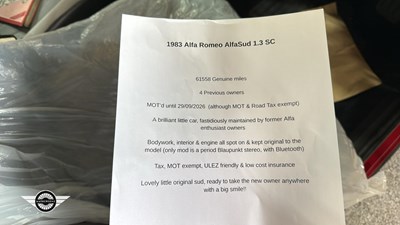 1983 Alfa Romeo AlfaSud 1.3 SC
61558 Genuine miles
4 Previous owners
MOT'd until 29/09/2026 (although MOT & Road Tax exempt)
A brilliant little car, fastidiously maintained by former Alfa
enthusiast owners
Bodywork, interior & engine all spot on & kept original to the
model (only mod is a period Blaupunkt stereo, with Bluetooth)
Tax, MOT exempt, ULEZ friendly & low cost insurance
Lovely little original sud, ready to take the new owner anywhere
with a big smile!!